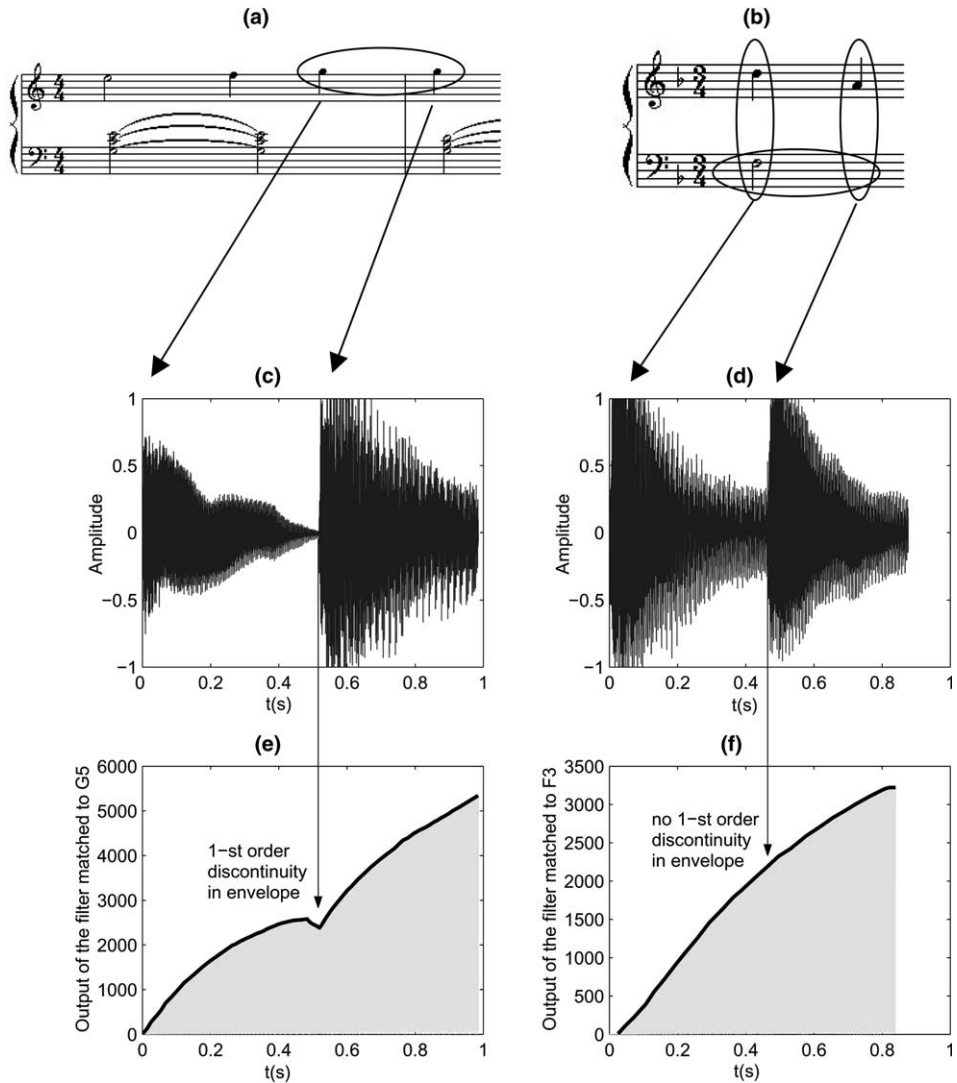 (a)
(b)
4
4
4
4
3
4
3
4
(c)
(d)
1
0.5
0
−0.5
−1
Amplitude
0 0.2 0.4 0.6 0.8 1
t(s)
1
0.5
0
−0.5
−1
Amplitude
0 0.2 0.4 0.6 0.8 1
t(s)
(e)
(f)
6000
5000
4000
3000
2000
1000
0
Output of the filter matched to G5
1−st order
discontinuity
in envelope
0 0.2 0.4 0.6 0.8 1
t(s)
3500
3000
2500
2000
1500
1000
500
0
Output of the filter matched to F3
no 1−st order
discontinuity
in envelope
0 0.2 0.4 0.6 0.8 1
t(s)